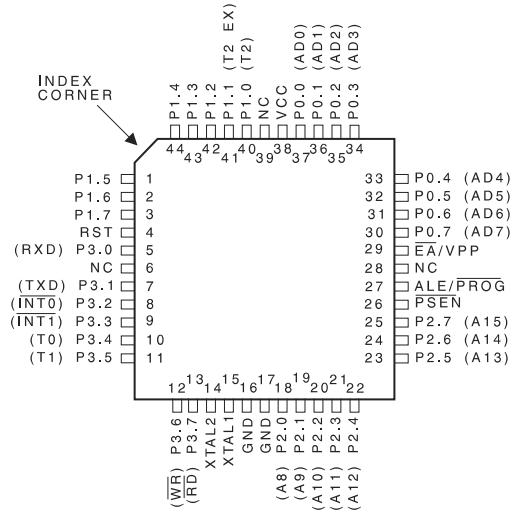 INDEX
CORNER
P1.4
P1.3
P1.2
P1.1 (T2 EX)
P1.0 (T2)
NC
VCC
P0.0 (AD0)
P0.1 (AD1)
P0.2 (AD2)
P0.3 (AD3)
44
43
42
41
40
39
38
37
36
35
34
P1.5 1
P1.6 2
P1.7 3
RST 4
(RXD) P3.0 5
NC 6
(TXD) P3.1 7
(INT0) P3.2 8
(INT1) P3.3 9
(T0) P3.4 10
(T1) P3.5 11
33 P0.4 (AD4)
32 P0.5 (AD5)
31 P0.6 (AD6)
30 P0.7 (AD7)
29 EA/VPP
28 NC
27 ALE/PROG
26 PSEN
25 P2.7 (A15)
24 P2.6 (A14)
23 P2.5 (A13)
12
13
14
15
16
17
18
19
20
21
22
(WR) P3.6
(RD) P3.7
XTAL2
XTAL1
GND
GND
(A8) P2.0
(A9) P2.1
(A10) P2.2
(A11) P2.3
(A12) P2.4